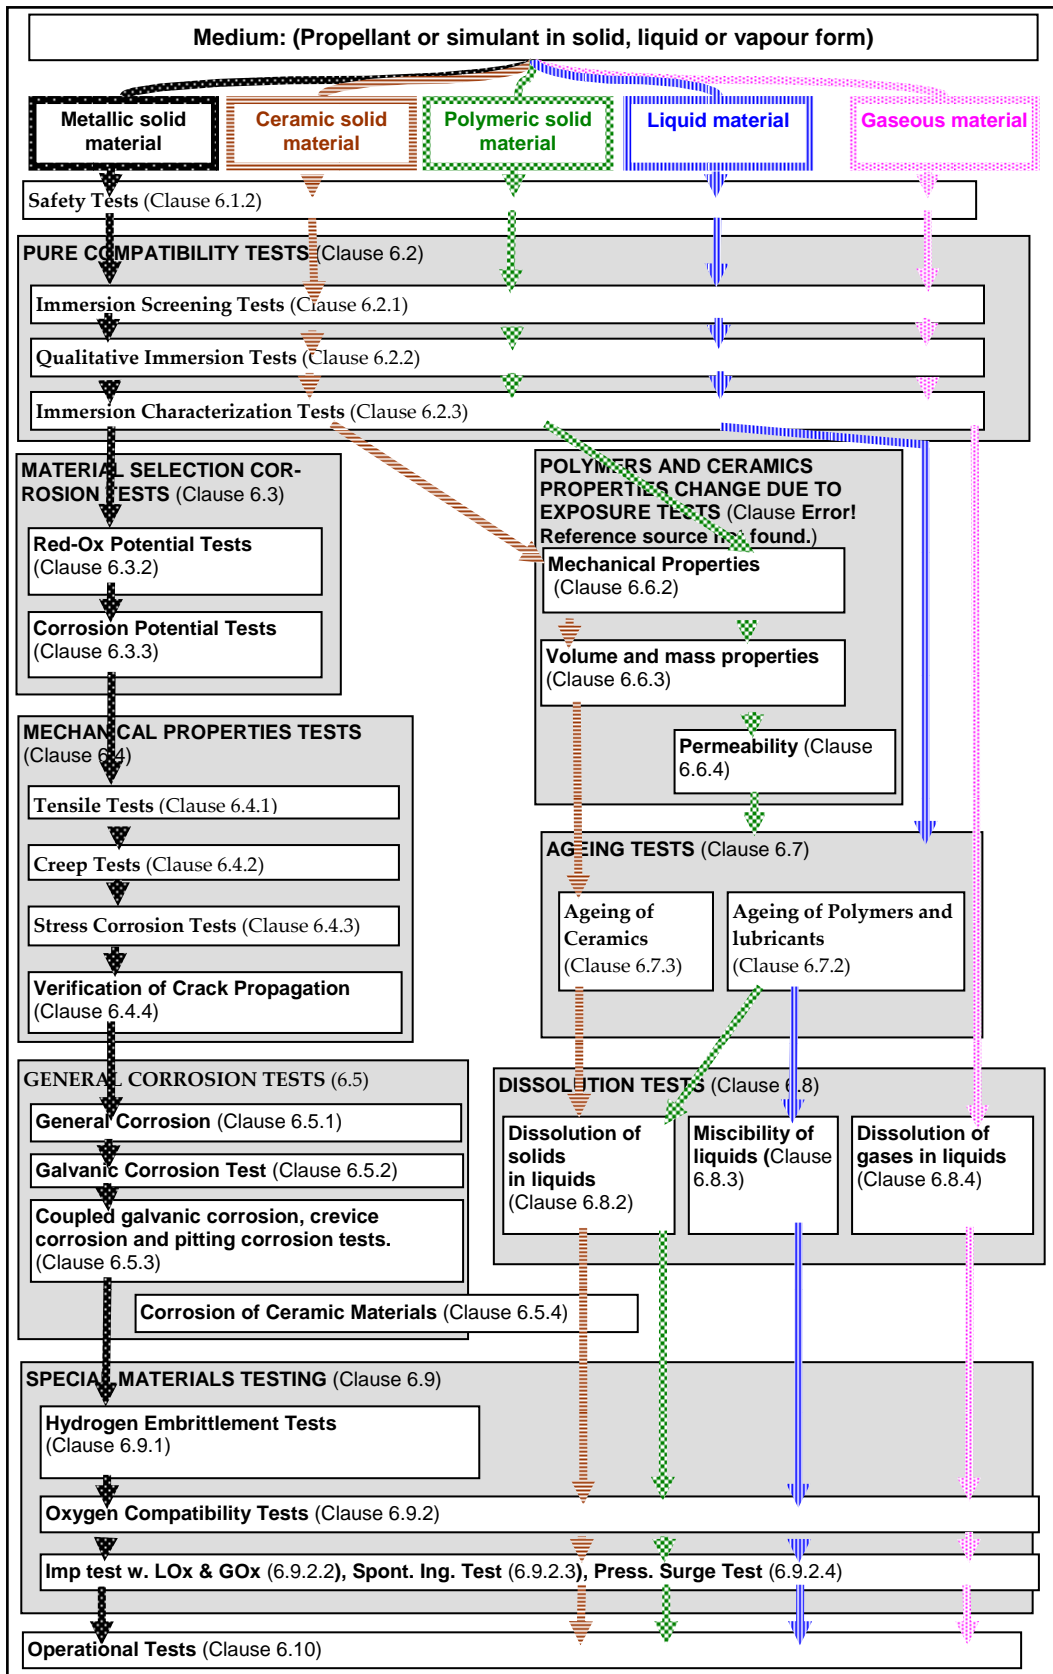 Medium: (Propellant or simulant in solid, liquid or vapour form)
Metallic solid
material
Ceramic solid
material
Polymeric solid
material
Liquid material
Gaseous material
Safety Tests (Clause 6.1.2)
PURE COMPATIBILITY TESTS (Clause 6.2)
Immersion Screening Tests (Clause 6.2.1)
Qualitative Immersion Tests (Clause 6.2.2)
Immersion Characterization Tests (Clause 6.2.3)
MATERIAL SELECTION COR-
ROSION TESTS (Clause 6.3)
Red-Ox Potential Tests
(Clause 6.3.2)
Corrosion Potential Tests
(Clause 6.3.3)
POLYMERS AND CERAMICS
PROPERTIES CHANGE DUE TO
EXPOSURE TESTS (Clause Error!
Reference source not found.)
Mechanical Properties
(Clause 6.6.2)
Volume and mass properties
(Clause 6.6.3)
Permeability (Clause
6.6.4)
MECHANICAL PROPERTIES TESTS
(Clause 6.4)
Tensile Tests (Clause 6.4.1)
Creep Tests (Clause 6.4.2)
Stress Corrosion Tests (Clause 6.4.3)
Verification of Crack Propagation
(Clause 6.4.4)
AGEING TESTS (Clause 6.7)
Ageing of
Ceramics
(Clause 6.7.3)
Ageing of Polymers and
lubricants
(Clause 6.7.2)
GENERAL CORROSION TESTS (6.5)
General Corrosion (Clause 6.5.1)
Galvanic Corrosion Test (Clause 6.5.2)
Coupled galvanic corrosion, crevice
corrosion and pitting corrosion tests.
(Clause 6.5.3)
Corrosion of Ceramic Materials (Clause 6.5.4)
DISSOLUTION TESTS (Clause 6.8)
Dissolution of
solids
in liquids
(Clause 6.8.2)
Miscibility of
liquids (Clause
6.8.3)
Dissolution of
gases in liquids
(Clause 6.8.4)
SPECIAL MATERIALS TESTING (Clause 6.9)
Hydrogen Embrittlement Tests
(Clause 6.9.1)
Oxygen Compatibility Tests (Clause 6.9.2)
Imp test w. LOx & GOx (6.9.2.2), Spont. Ing. Test (6.9.2.3), Press. Surge Test (6.9.2.4)
Operational Tests (Clause 6.10)